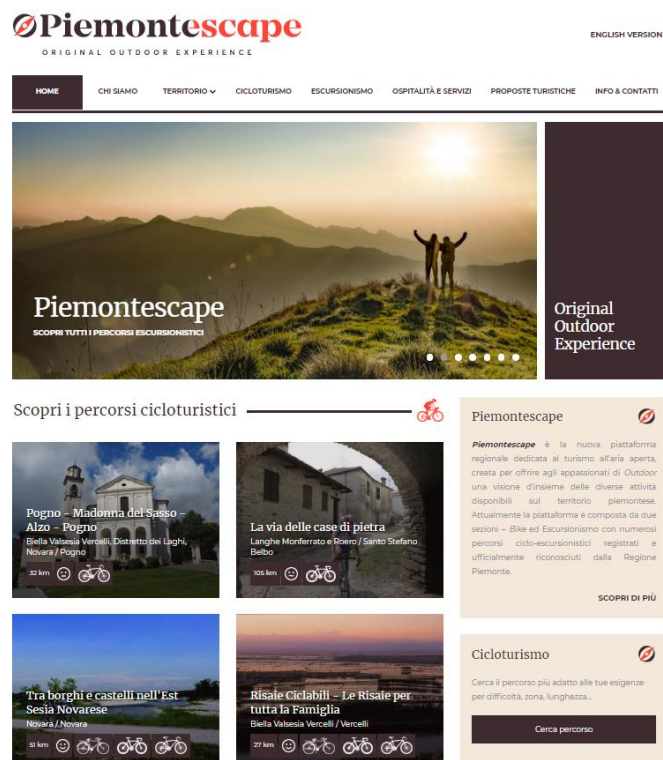 Piemontescape
ORIGINAL OUTDOOR EXPERIENCE
ENGLISH VERSION
HOME CHI SIAMO TERRITORIO CICLOTURISMO ESCURSIONISMO OSPITALITÀ E SERVIZI PROPOSTE TURISTICHE INFO & CONTATTI
Piemontescape
SCOPRI TUTTI I PERCORSI ESCURSIONISTICI
Original
Outdoor
Experience
Scopri i percorsi cicloturistici
Pogno - Madonna del Sasso -
Alzo - Pogno
Biella Valsesia Vercelli, Distretto dei Laghi,
Novara / Pogno
32 km
La via delle case di pietra
Langhe Monferrato e Roero / Santo Stefano
Belbo
105 km
Tra borghi e castelli nell'Est
Sesia Novarese
Novara / Novara
51 km
Risaie Ciclabili - Le Risaie per
tutta la Famiglia
Biella Valsesia Vercelli / Vercelli
27 km
Piemontescape
Piemontescape è la nuova piattaforma
regionale dedicata al turismo all'aria aperta,
creata per offrire agli appassionati di Outdoor
una visione d'insieme delle diverse attività
disponibili sul territorio piemontese.
Attualmente la piattaforma è composta da due
sezioni – Bike ed Escursionismo con numerosi
percorsi ciclo-escursionistici registrati e
ufficialmente riconosciuti dalla Regione
Piemonte.
SCOPRI DI PIÙ
Cicloturismo
Cerca il percorso più adatto alle tue esigenze
per difficoltà, zona, lunghezza...
Cerca percorso